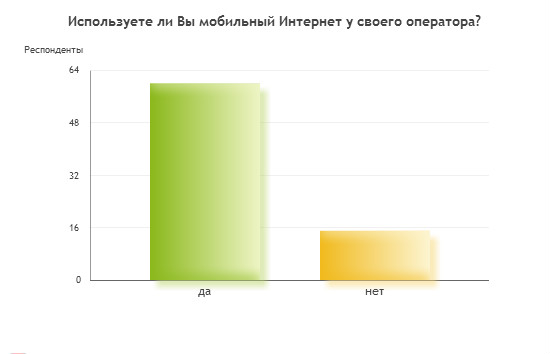 Используете ли Вы мобильный Интернет у своего оператора?
Респонденты
64
48
32
16
0
да нет